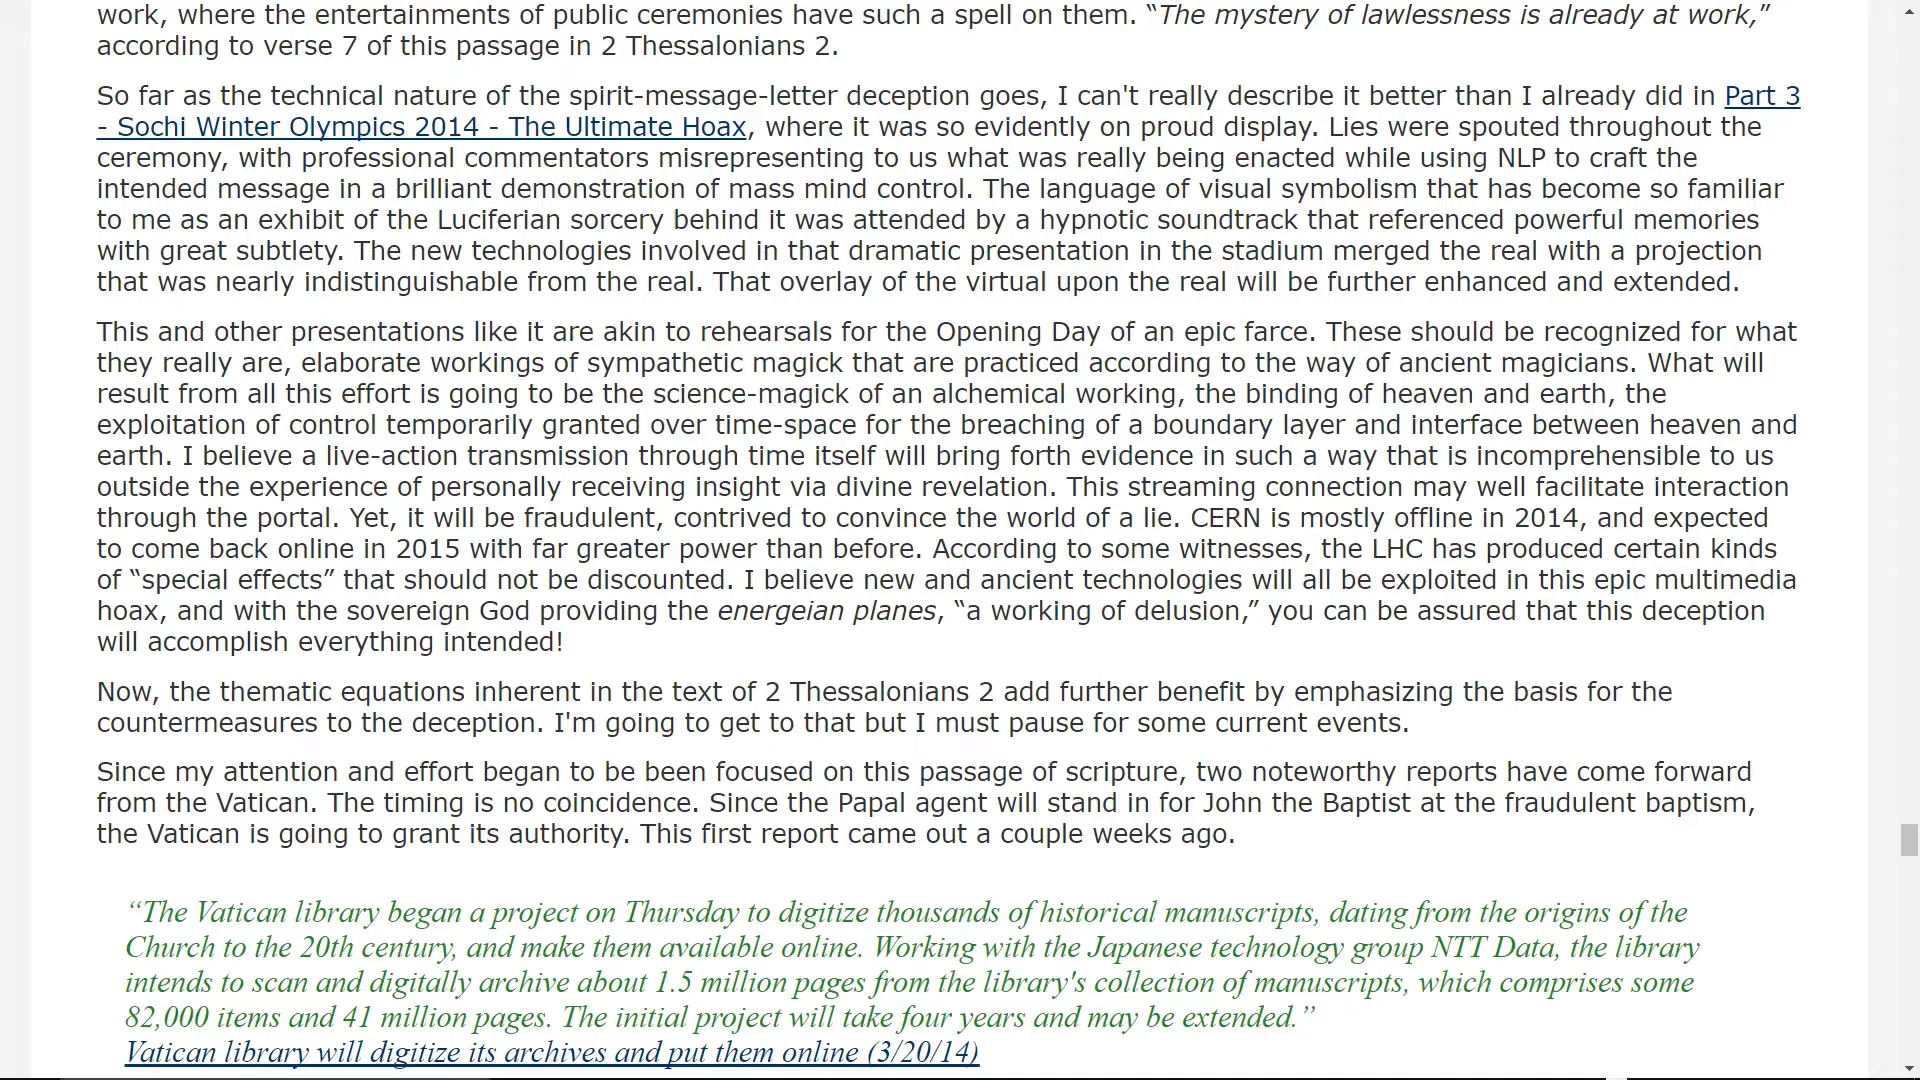 work, where the entertainments of public ceremonies have such a spell on them. “The mystery of lawlessness is already at work,”
according to verse 7 of this passage in 2 Thessalonians 2.
So far as the technical nature of the spirit-message-letter deception goes, I can't really describe it better than I already did in Part 3
- Sochi Winter Olympics 2014 - The Ultimate Hoax, where it was so evidently on proud display. Lies were spouted throughout the
ceremony, with professional commentators misrepresenting to us what was really being enacted while using NLP to craft the
intended message in a brilliant demonstration of mass mind control. The language of visual symbolism that has become so familiar
to me as an exhibit of the Luciferian sorcery behind it was attended by a hypnotic soundtrack that referenced powerful memories
with great subtlety. The new technologies involved in that dramatic presentation in the stadium merged the real with a projection
that was nearly indistinguishable from the real. That overlay of the virtual upon the real will be further enhanced and extended.
This and other presentations like it are akin to rehearsals for the Opening Day of an epic farce. These should be recognized for what
they really are, elaborate workings of sympathetic magick that are practiced according to the way of ancient magicians. What will
result from all this effort is going to be the science-magick of an alchemical working, the binding of heaven and earth, the
exploitation of control temporarily granted over time-space for the breaching of a boundary layer and interface between heaven and
earth. I believe a live-action transmission through time itself will bring forth evidence in such a way that is incomprehensible to us
outside the experience of personally receiving insight via divine revelation. This streaming connection may well facilitate interaction
through the portal. Yet, it will be fraudulent, contrived to convince the world of a lie. CERN is mostly offline in 2014, and expected
to come back online in 2015 with far greater power than before. According to some witnesses, the LHC has produced certain kinds
of “special effects” that should not be discounted. I believe new and ancient technologies will all be exploited in this epic multimedia
hoax, and with the sovereign God providing the energeian planes, “a working of delusion,” you can be assured that this deception
will accomplish everything intended!
Now, the thematic equations inherent in the text of 2 Thessalonians 2 add further benefit by emphasizing the basis for the
countermeasures to the deception. I'm going to get to that but I must pause for some current events.
Since my attention and effort began to be been focused on this passage of scripture, two noteworthy reports have come forward
from the Vatican. The timing is no coincidence. Since the Papal agent will stand in for John the Baptist at the fraudulent baptism,
the Vatican is going to grant its authority. This first report came out a couple weeks ago.
“The Vatican library began a project on Thursday to digitize thousands of historical manuscripts, dating from the origins of the
Church to the 20th century, and make them available online. Working with the Japanese technology group NTT Data, the library
intends to scan and digitally archive about 1.5 million pages from the library's collection of manuscripts, which comprises some
82,000 items and 41 million pages. The initial project will take four years and may be extended.”
Vatican library will digitize its archives and put them online (3/20/14)